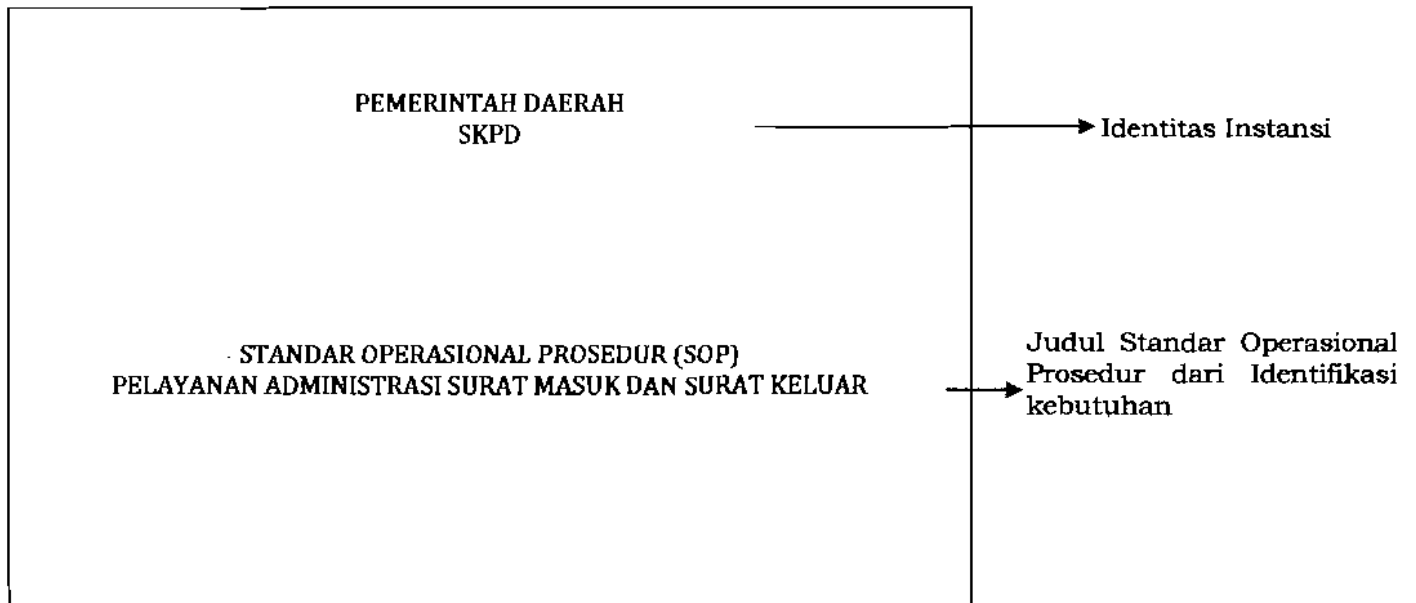 PEMERINTAH DAERAH
SKPD
Identitas Instansi
STANDAR OPERASIONAL PROSEDUR (SOP)
PELAYANAN ADMINISTRASI SURAT MASUK DAN SURAT KELUAR
Judul Standar Operasional
Prosedur dari Identifikasi
kebutuhan